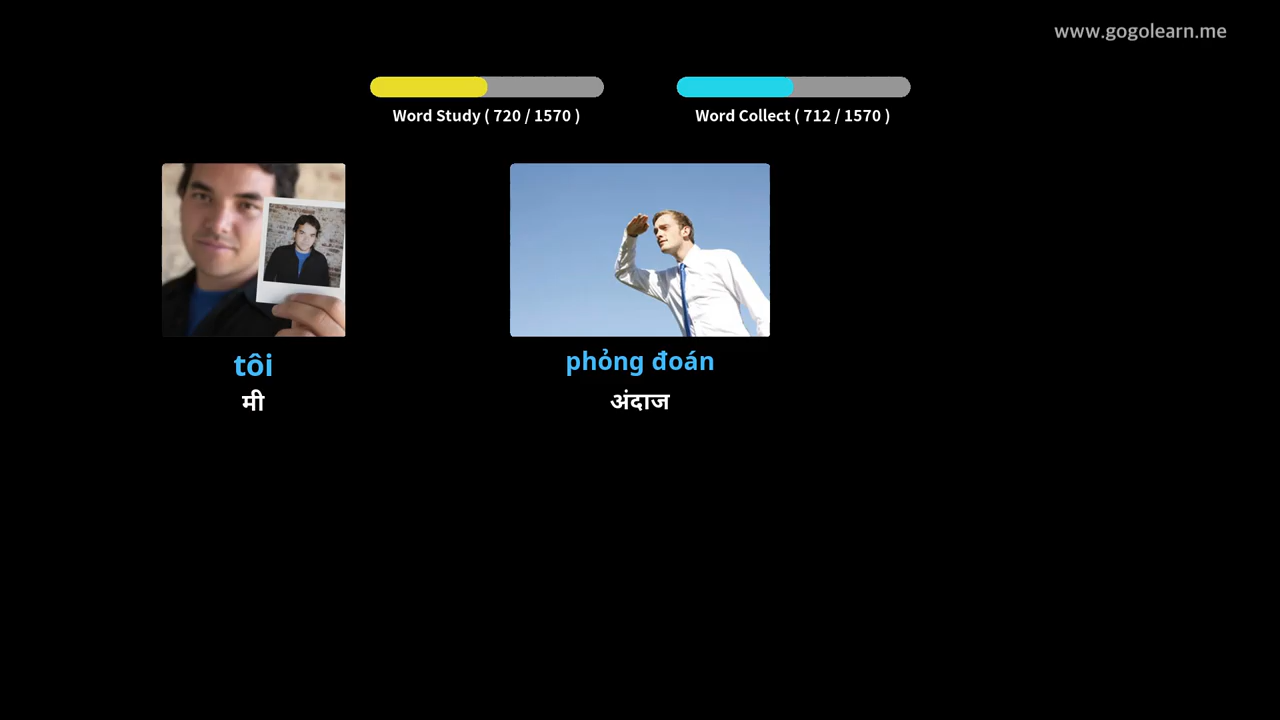 www.gogolearn.me
Word Study ( 720 / 1570 )
Word Collect ( 712 / 1570 )
tôi
मी
phỏng đoán
अंदाज